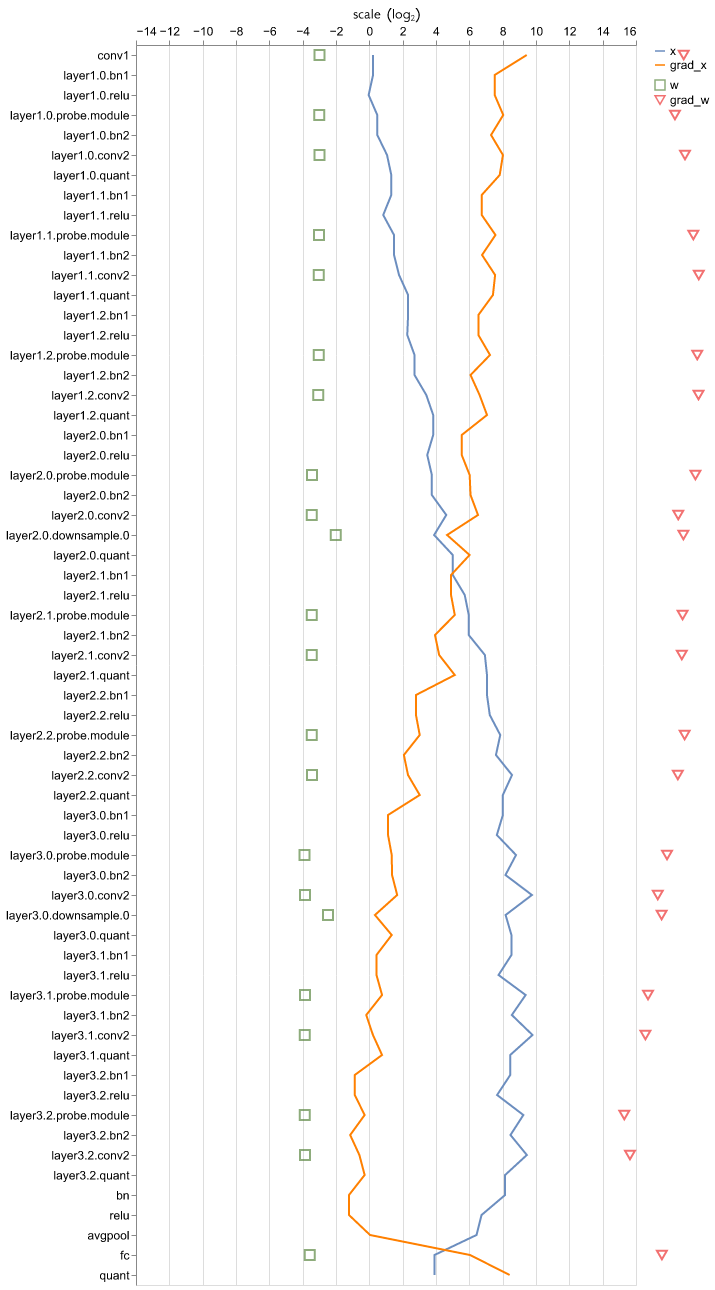 scale (log₂)
−14 −12 −10 −8 −6 −4 −2 0 2 4 6 8 10 12 14 16
x
grad_x
w
grad_w
conv1
layer1.0.bn1
layer1.0.relu
layer1.0.probe.module
layer1.0.bn2
layer1.0.conv2
layer1.0.quant
layer1.1.bn1
layer1.1.relu
layer1.1.probe.module
layer1.1.bn2
layer1.1.conv2
layer1.1.quant
layer1.2.bn1
layer1.2.relu
layer1.2.probe.module
layer1.2.bn2
layer1.2.conv2
layer1.2.quant
layer2.0.bn1
layer2.0.relu
layer2.0.probe.module
layer2.0.bn2
layer2.0.conv2
layer2.0.downsample.0
layer2.0.quant
layer2.1.bn1
layer2.1.relu
layer2.1.probe.module
layer2.1.bn2
layer2.1.conv2
layer2.1.quant
layer2.2.bn1
layer2.2.relu
layer2.2.probe.module
layer2.2.bn2
layer2.2.conv2
layer2.2.quant
layer3.0.bn1
layer3.0.relu
layer3.0.probe.module
layer3.0.bn2
layer3.0.conv2
layer3.0.downsample.0
layer3.0.quant
layer3.1.bn1
layer3.1.relu
layer3.1.probe.module
layer3.1.bn2
layer3.1.conv2
layer3.1.quant
layer3.2.bn1
layer3.2.relu
layer3.2.probe.module
layer3.2.bn2
layer3.2.conv2
layer3.2.quant
bn
relu
avgpool
fc
quant